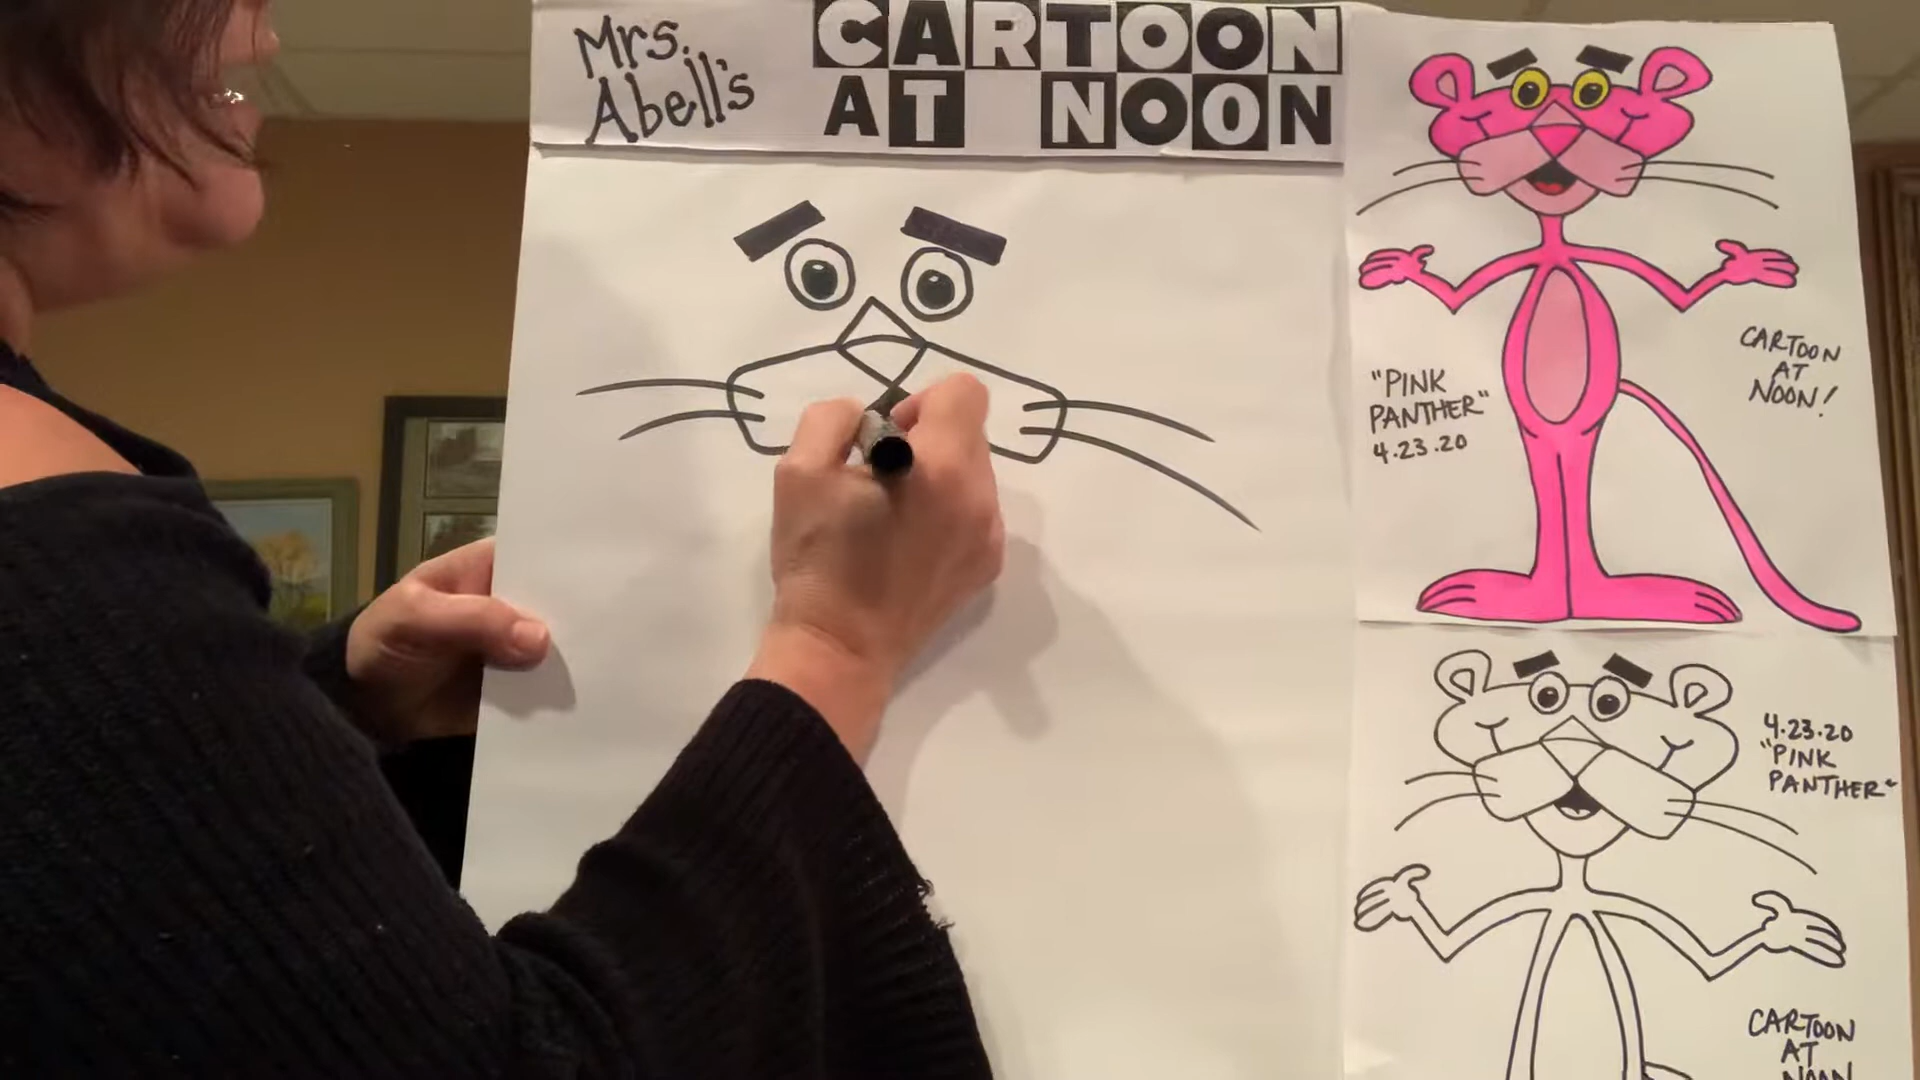 Mrs.
Abell's
CARTOON
AT NOON
"PINK
PANTHER"
4.23.20
CARTOON
AT
NOON!
4.23.20
"PINK
PANTHER"
CARTOON
AT
NOON